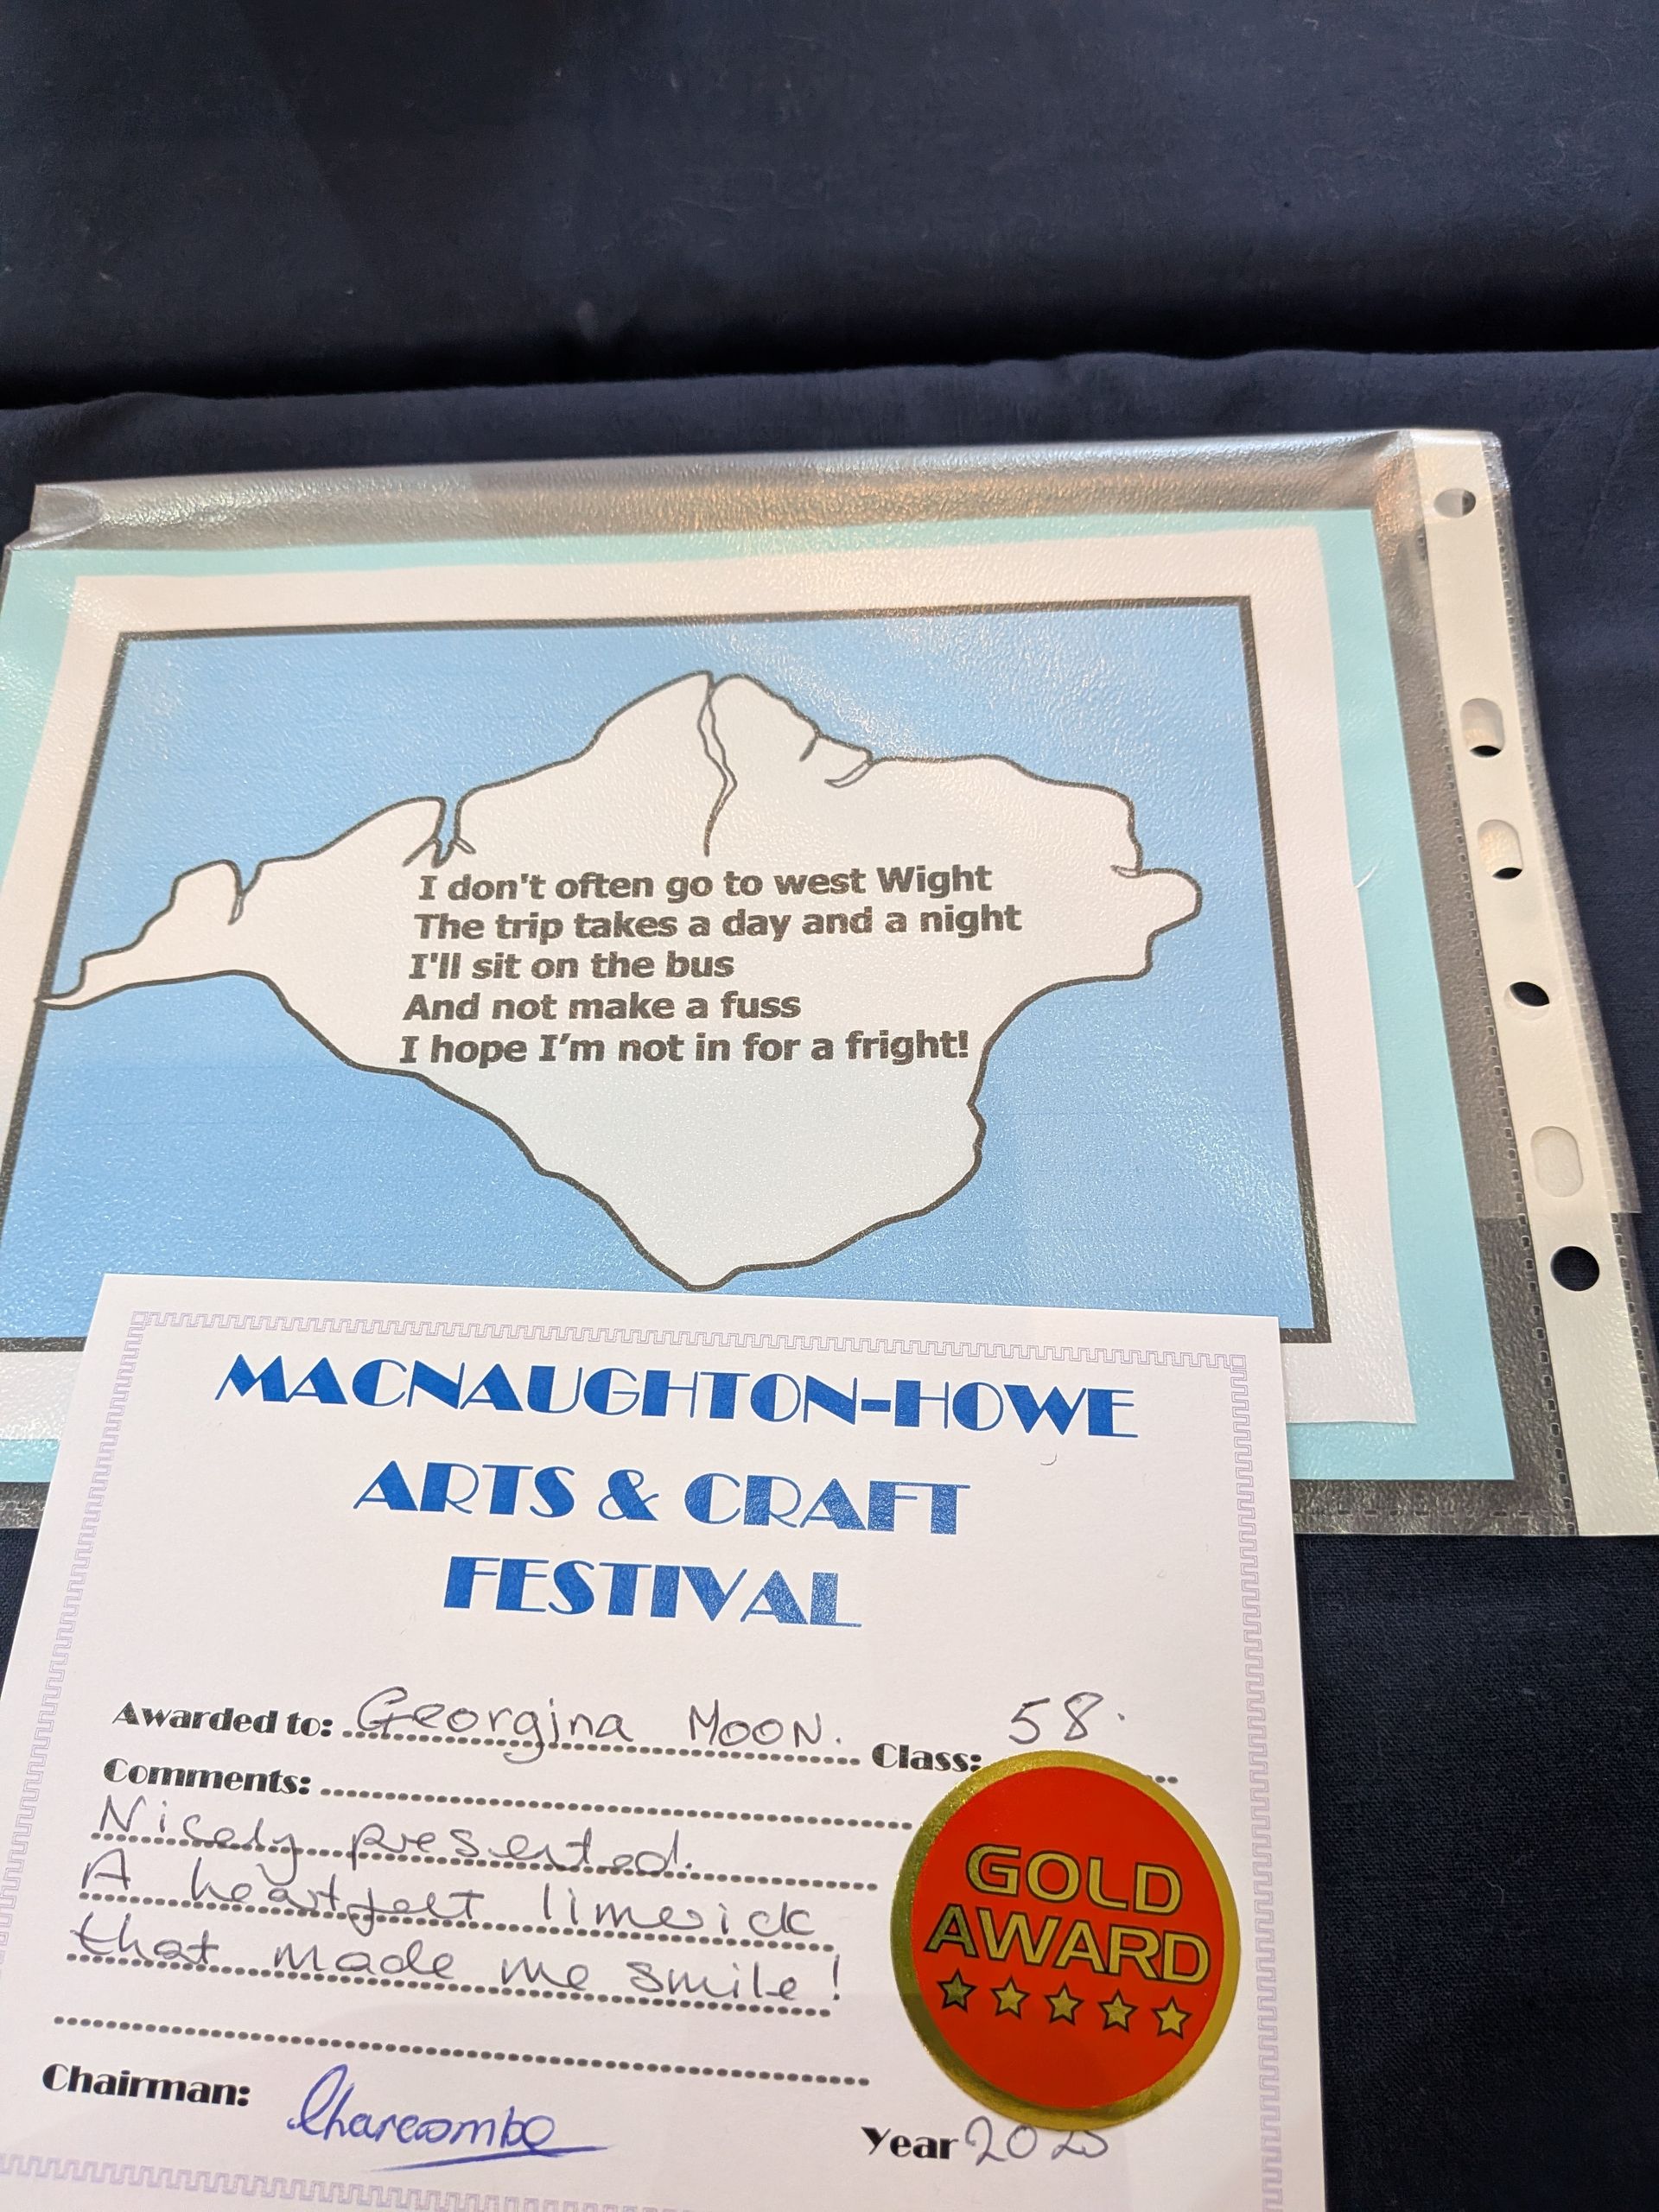 I don't often go to west Wight
The trip takes a day and a night
I'll sit on the bus
And not make a fuss
I hope I'm not in for a fright!
MACNAUGHTON-HOWE
ARTS & CRAFT
FESTIVAL
Awarded to: Georgina Moon. Class: 58.
Comments:
Nicely presented.
A heartfelt limerick
that made me smile!
GOLD
AWARD
Chairman:
Year 2025